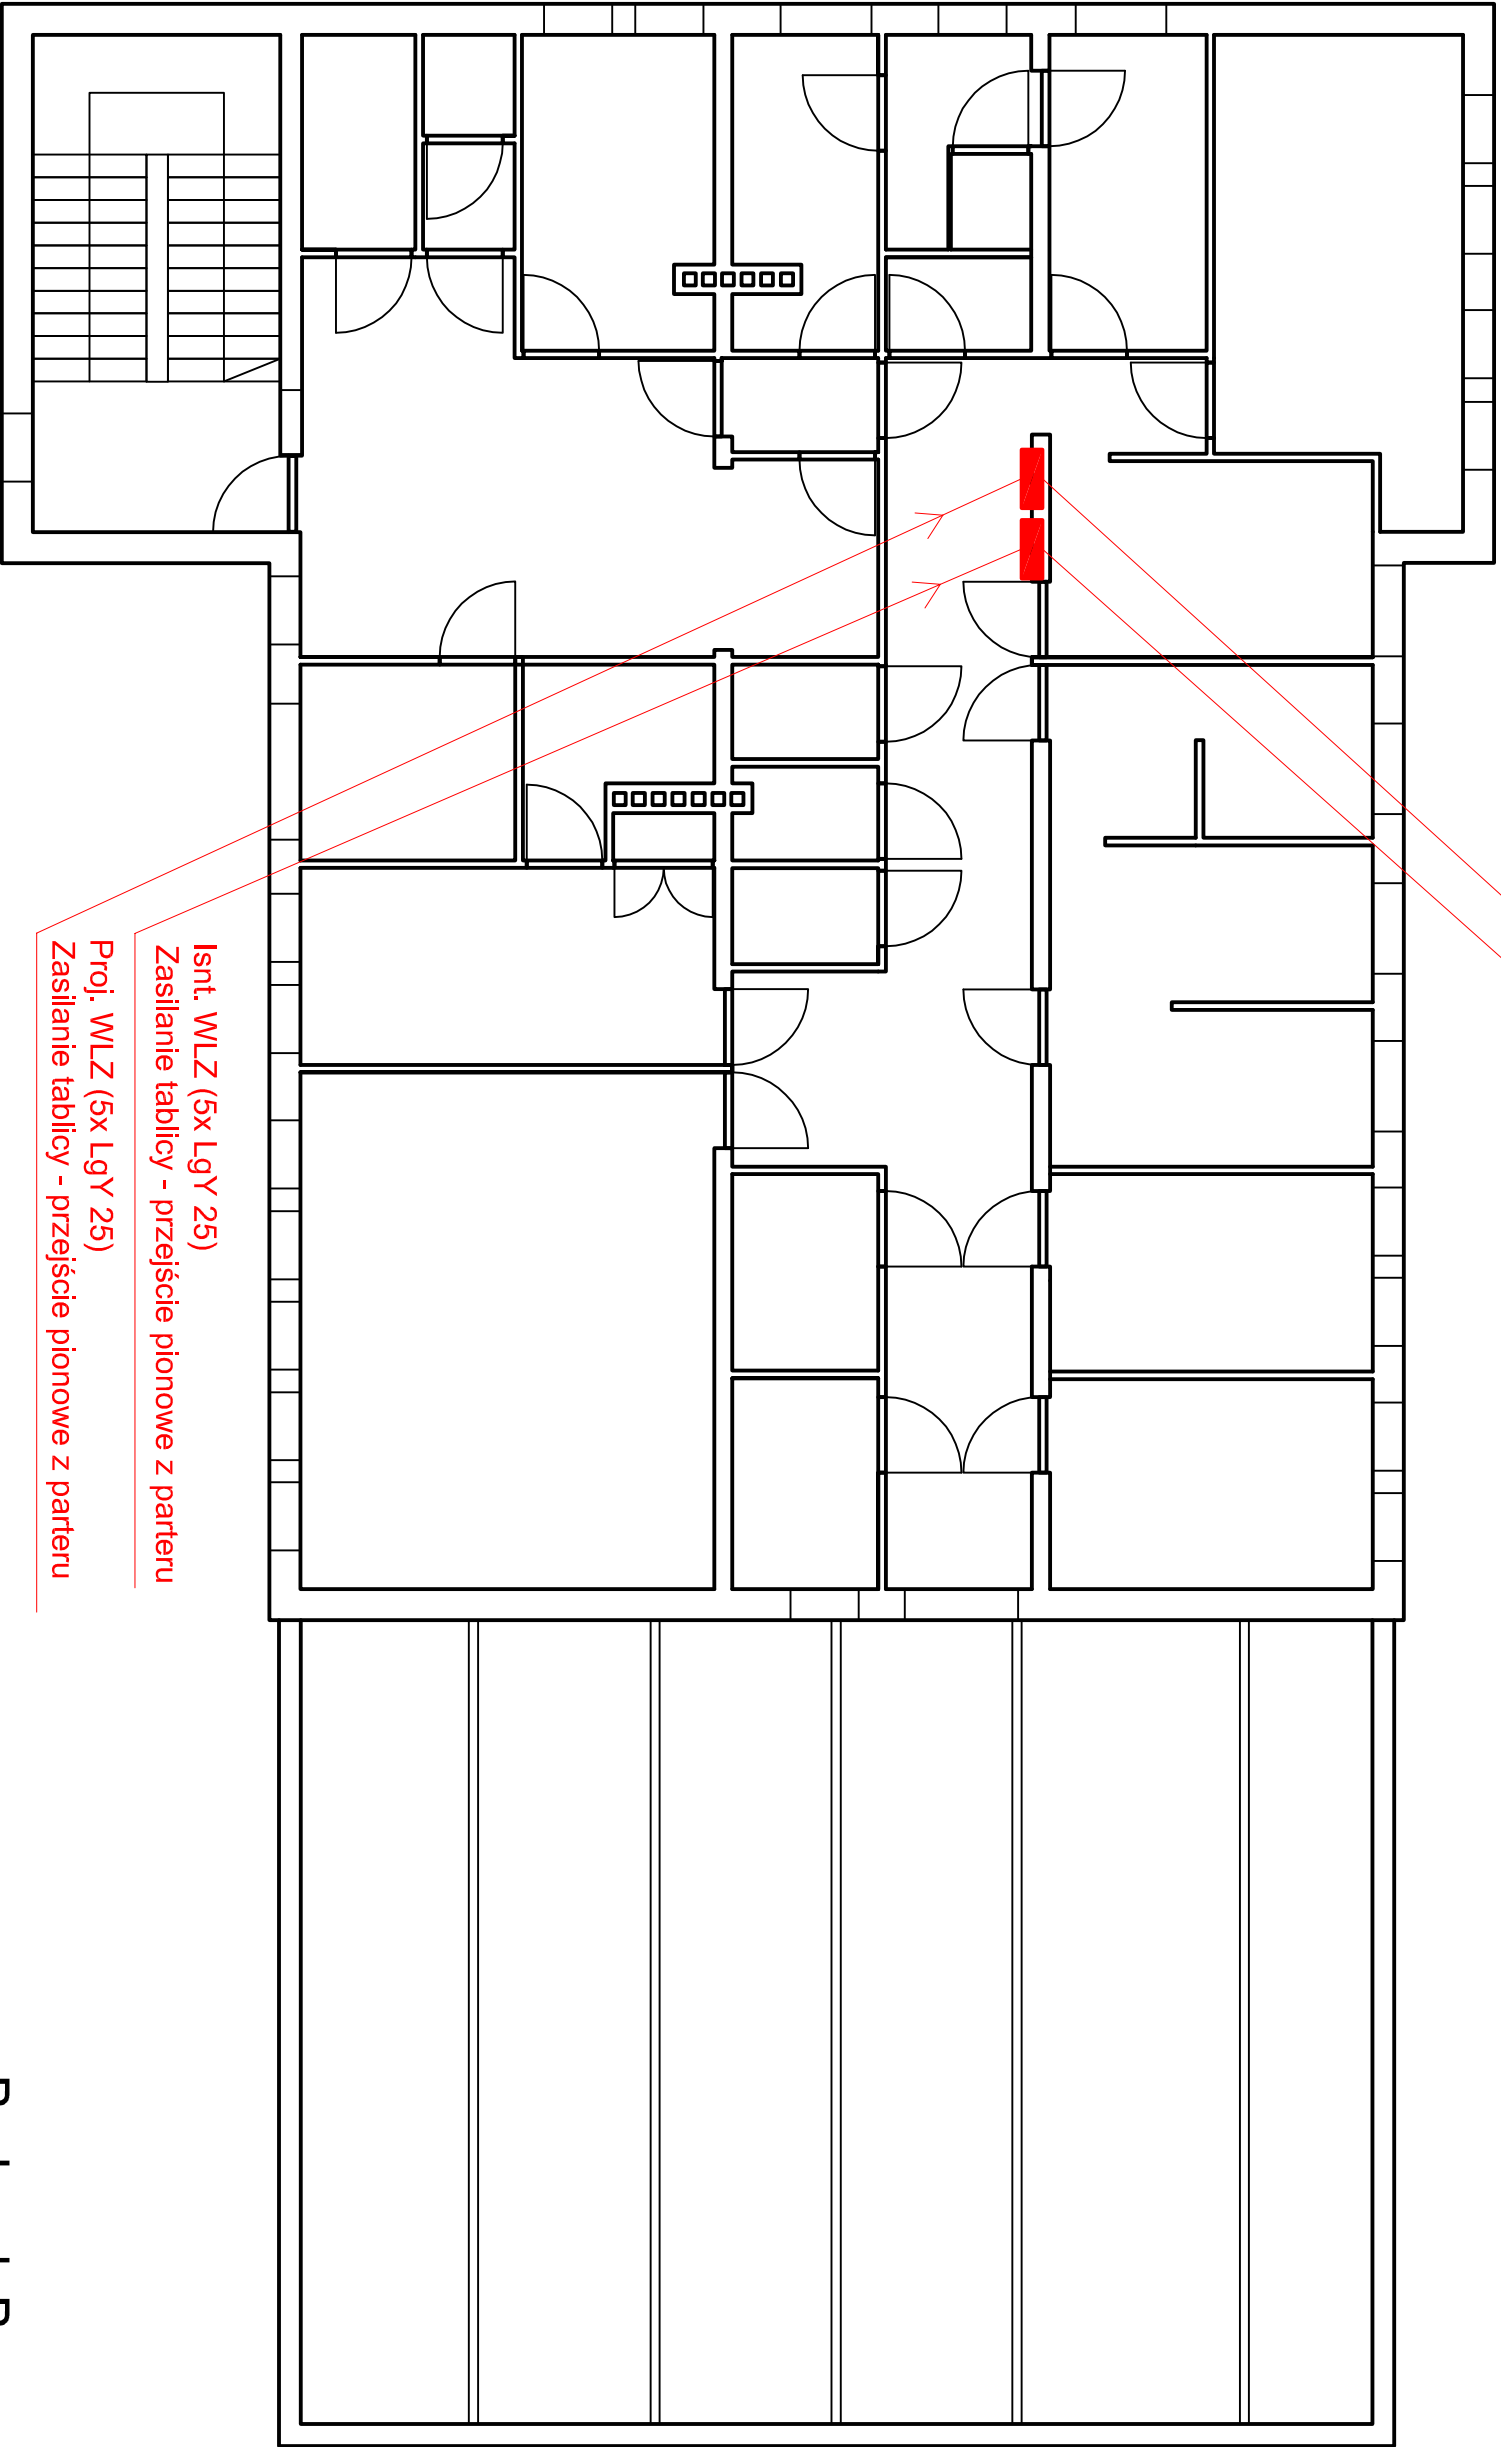 Isnt. WLZ (5x LgY 25)
Zasilanie tablicy - przejście pionowe z parteru
Proj. WLZ (5x LgY 25)
Zasilanie tablicy - przejście pionowe z parteru